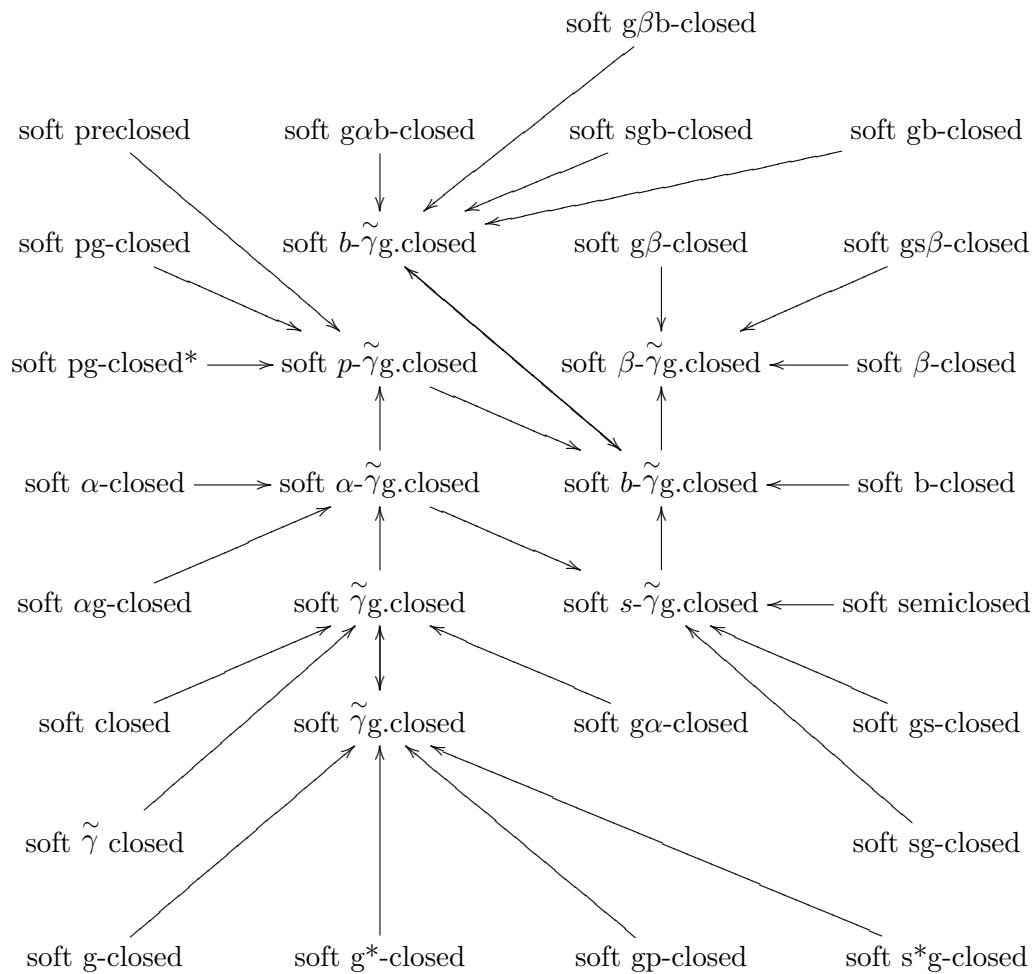 soft gβb-closed
soft preclosed soft gαb-closed soft sgb-closed soft gb-closed
soft pg-closed soft b-γ̃g.closed soft gβ-closed soft gsβ-closed
soft pg-closed* soft p-γ̃g.closed soft β-γ̃g.closed soft β-closed
soft α-closed soft α-γ̃g.closed soft b-γ̃g.closed soft b-closed
soft αg-closed soft γ̃g.closed soft s-γ̃g.closed soft semiclosed
soft closed soft γ̃g.closed soft gα-closed soft gs-closed
soft γ̃ closed soft sg-closed
soft g-closed soft g*-closed soft gp-closed soft s*g-closed